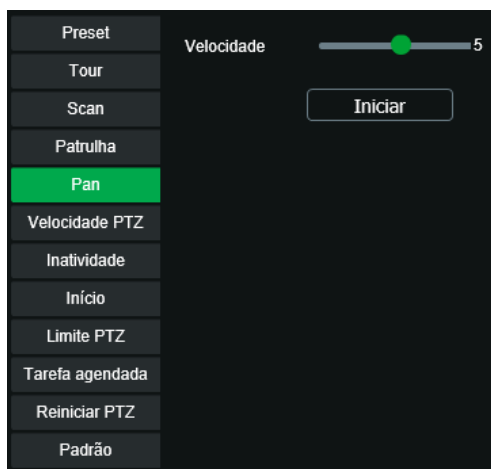 Preset
Tour
Scan
Patrulha
Pan
Velocidade PTZ
Inatividade
Início
Limite PTZ
Tarefa agendada
Reiniciar PTZ
Padrão
Velocidade 5
Iniciar